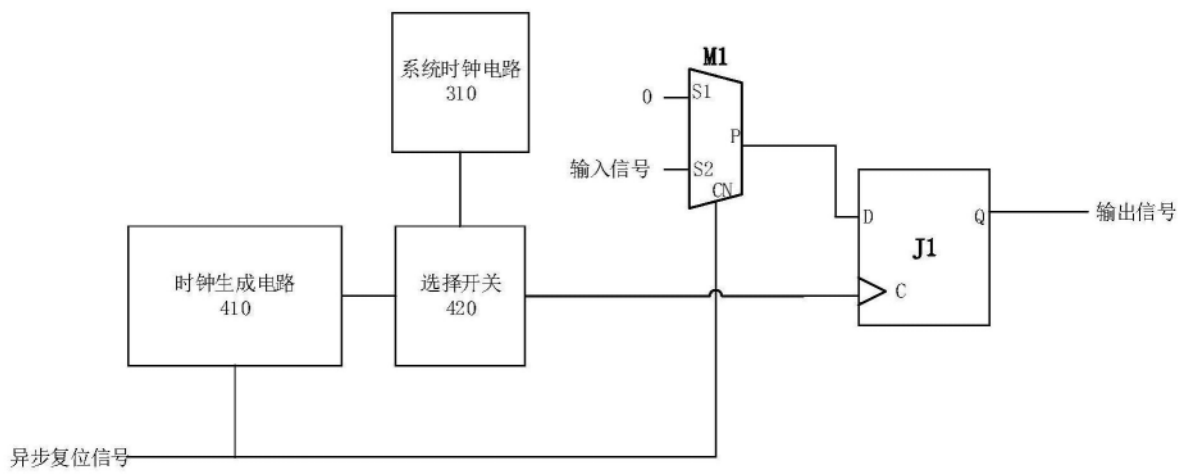 系统时钟电路
310
M1
0
S1
P
输入信号
S2
CN
时钟生成电路
410
选择开关
420
D
Q
J1
C
输出信号
异步复位信号